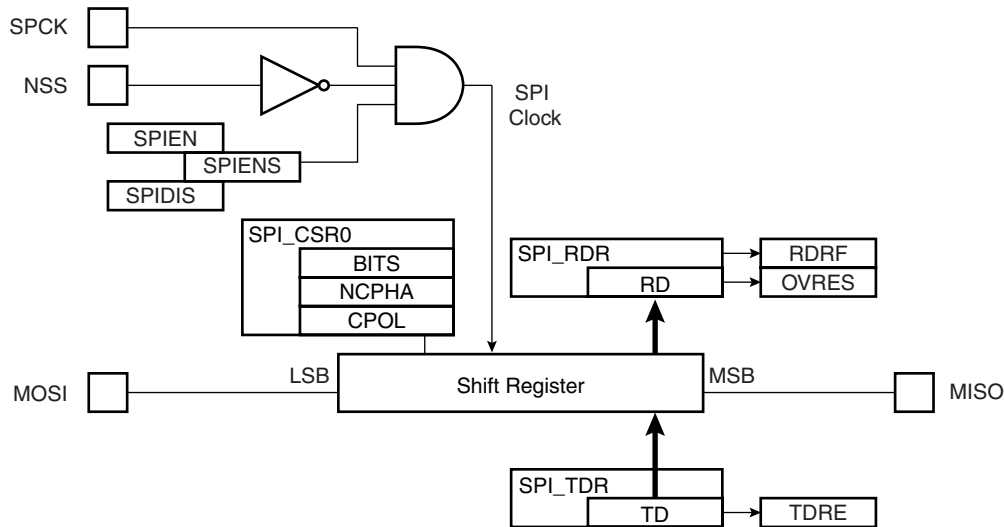 SPCK
NSS
SPI
Clock
SPIEN
SPIENS
SPIDIS
SPI_CSR0
BITS
NCPHA
CPOL
SPI_RDR
RD
RDRF
OVRES
MOSI
LSB
Shift Register
MSB
MISO
SPI_TDR
TD
TDRE